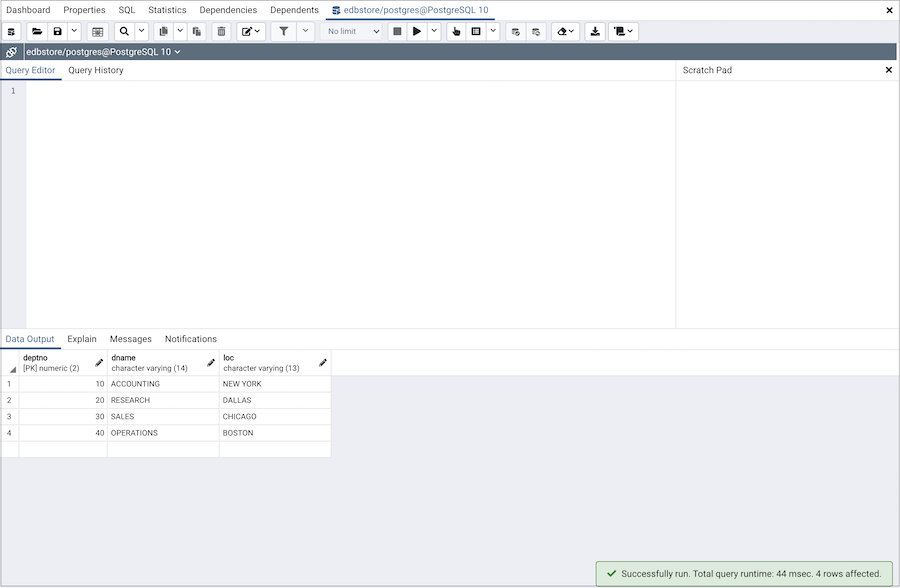 Dashboard Properties SQL Statistics Dependencies Dependents edbstore/postgres@PostgreSQL 10
No limit
edbstore/postgres@PostgreSQL 10
Query Editor Query History Scratch Pad
1
Data Output Explain Messages Notifications
deptno dname loc
[PK] numeric (2) character varying (14) character varying (13)
1 10 ACCOUNTING NEW YORK
2 20 RESEARCH DALLAS
3 30 SALES CHICAGO
4 40 OPERATIONS BOSTON
Successfully run. Total query runtime: 44 msec. 4 rows affected.